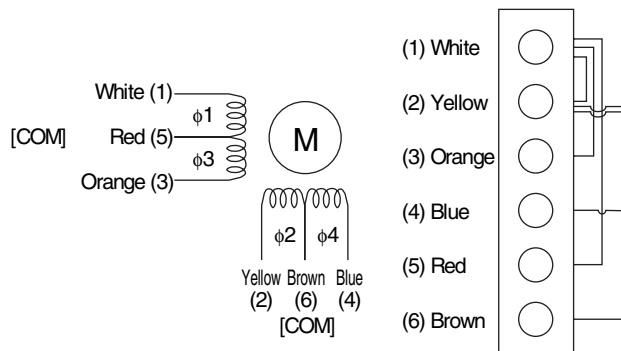 White (1)
ϕ1
[COM] Red (5)
ϕ3
Orange (3)
M
ϕ2 ϕ4
Yellow Brown Blue
(2) (6) (4)
[COM]
(1) White
(2) Yellow
(3) Orange
(4) Blue
(5) Red
(6) Brown